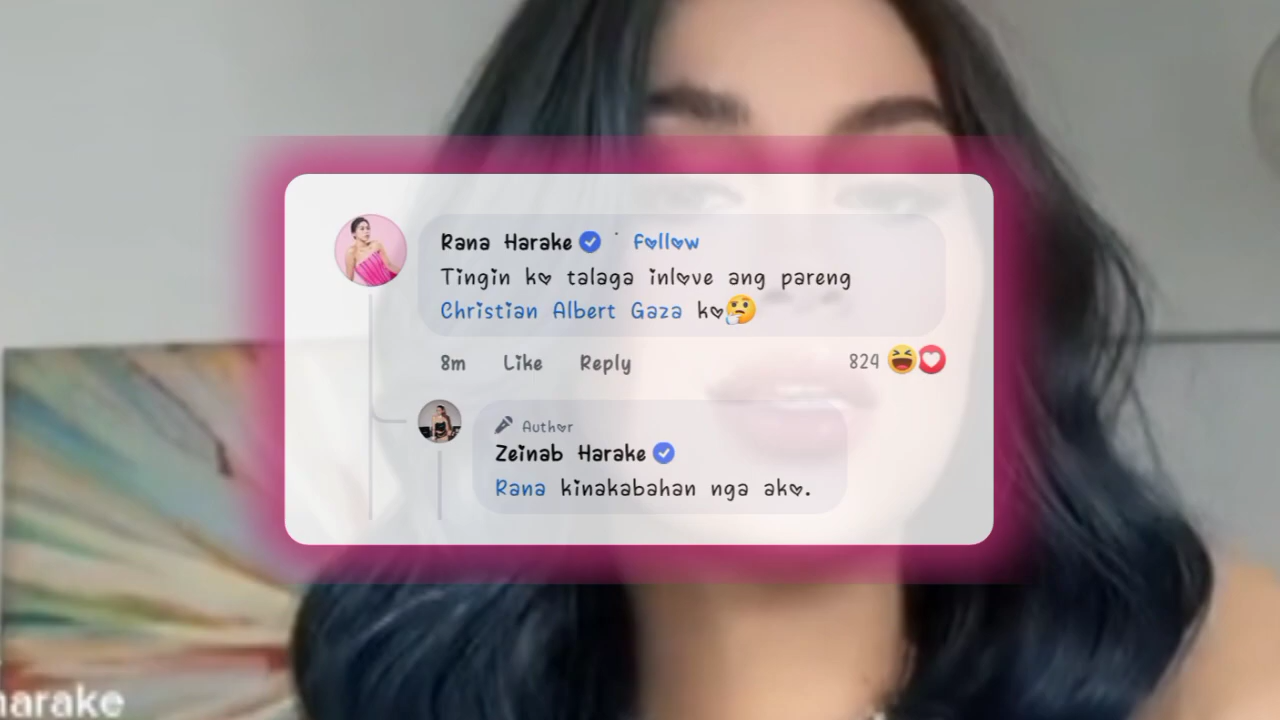 Rana Harake · Follow
Tingin ko talaga inlove ang pareng
Christian Albert Gaza ko🤔
8m Like Reply 824
Author
Zeinab Harake
Rana kinakabahan nga ako.
harake